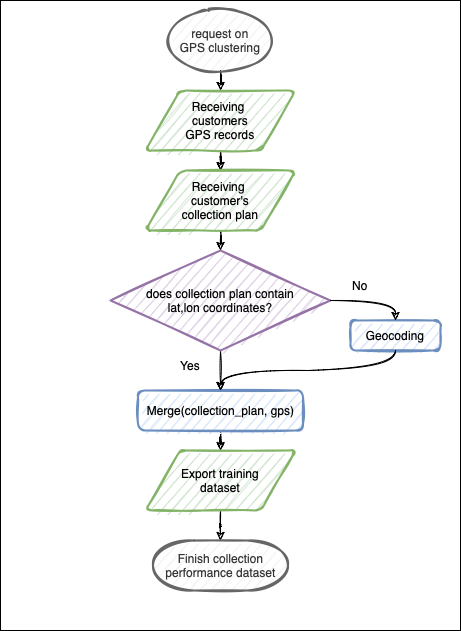 request on
GPS clustering
Receiving
customers
GPS records
Receiving
customer's
collection plan
does collection plan contain
lat,lon coordinates?
No
Geocoding
Yes
Merge(collection_plan, gps)
Export training
dataset
Finish collection
performance dataset